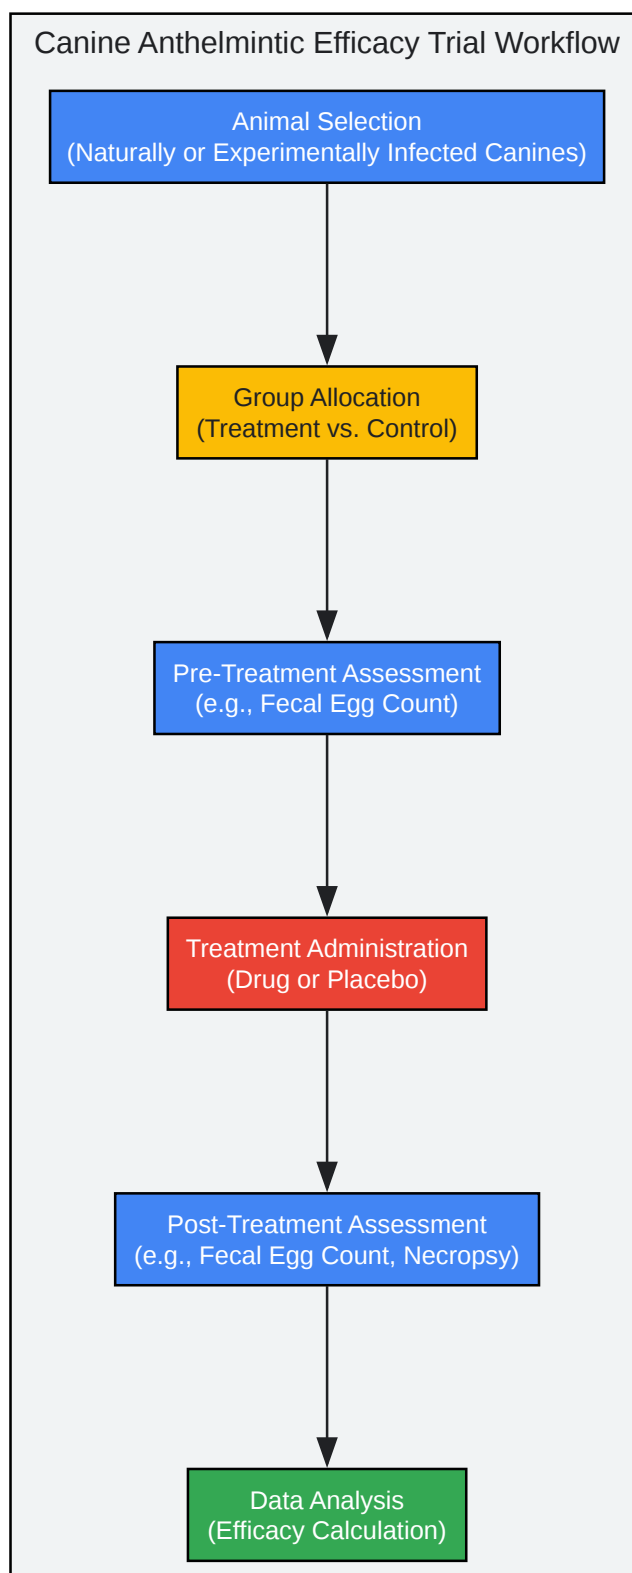 Canine Anthelmintic Efficacy Trial Workflow
Animal Selection
(Naturally or Experimentally Infected Canines)
Group Allocation
(Treatment vs. Control)
Pre-Treatment Assessment
(e.g., Fecal Egg Count)
Treatment Administration
(Drug or Placebo)
Post-Treatment Assessment
(e.g., Fecal Egg Count, Necropsy)
Data Analysis
(Efficacy Calculation)